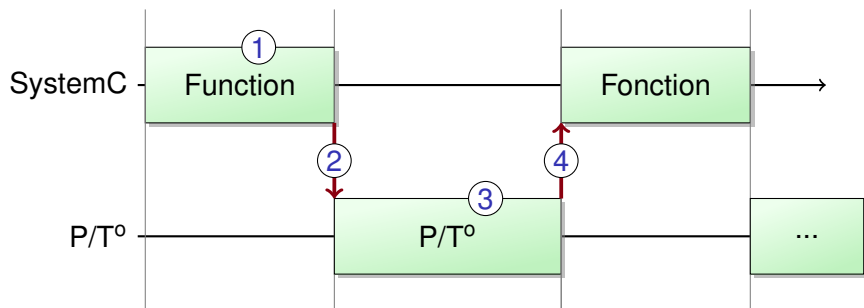 1
SystemC
Function
Fonction
2
4
3
P/Tº
P/Tº
...